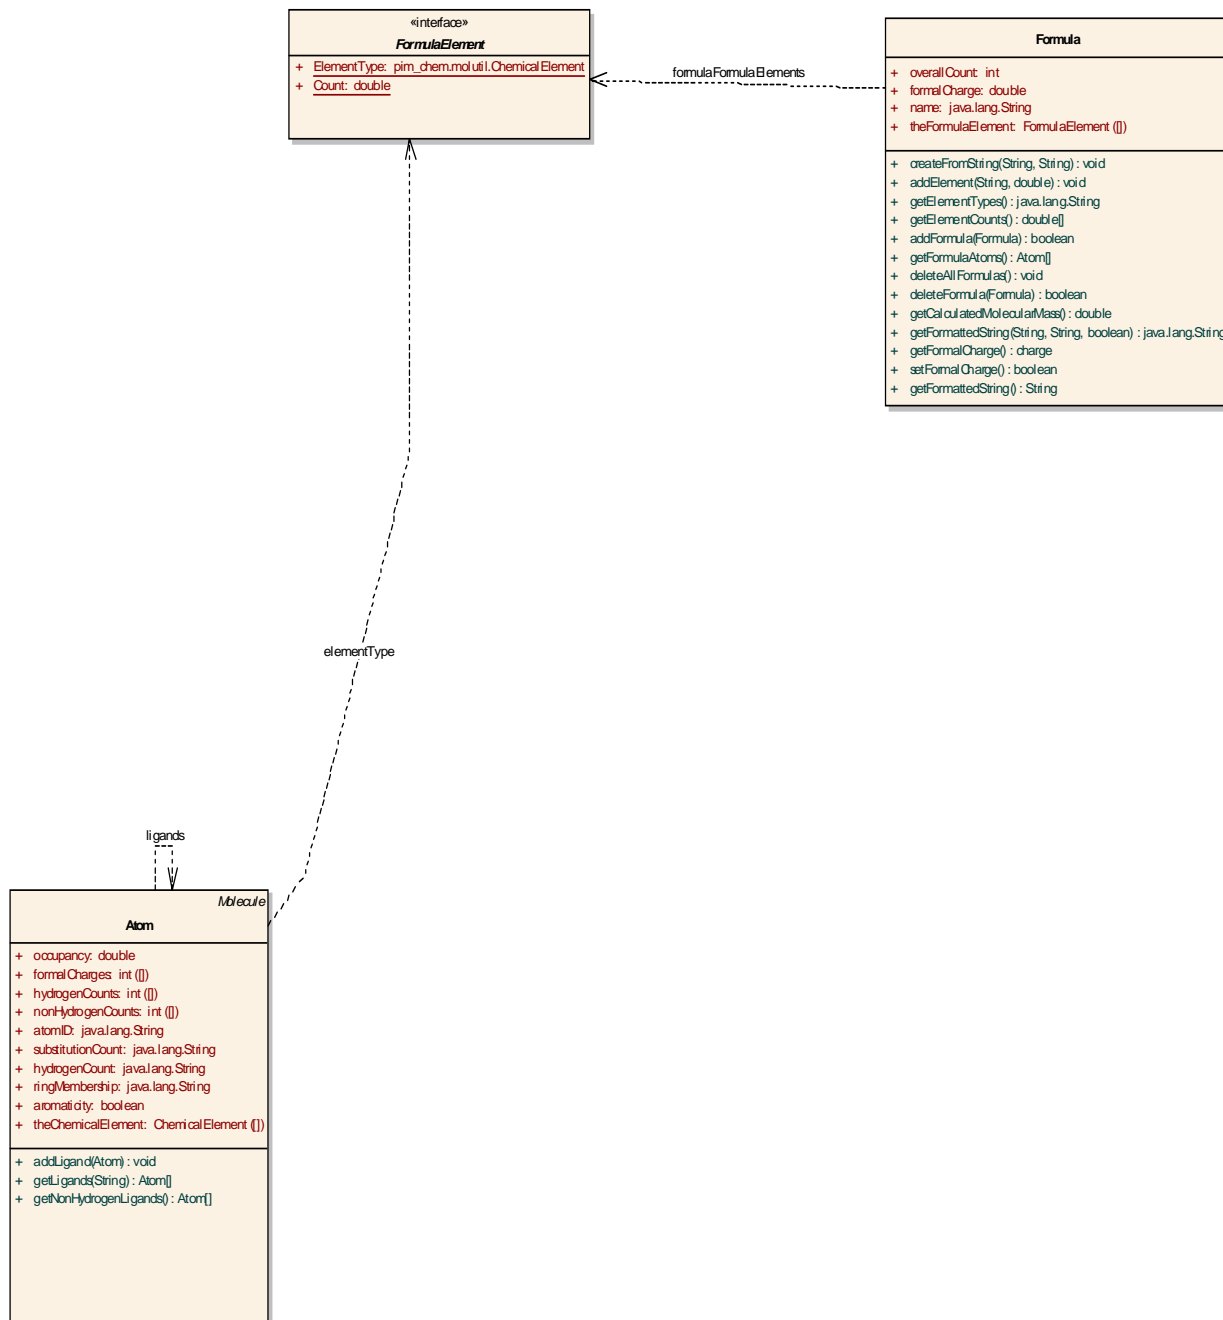 «interface»
FormulaElement
+ ElementType: pim_chem.molutil.ChemicalElement
+ Count: double
formulaFormulaElements
Formula
+ overallCount: int
+ formalCharge: double
+ name: java.lang.String
+ theFormulaElement: FormulaElement ([])
+ createFromString(String, String) : void
+ addElement(String, double) : void
+ getElementTypes() : java.lang.String
+ getElementCounts() : double[]
+ addFormula(Formula) : boolean
+ getFormulaAtoms() : Atom[]
+ deleteAllFormulas() : void
+ deleteFormula(Formula) : boolean
+ getCalculatedMolecularMass() : double
+ getFormattedString(String, String, boolean) : java.lang.String
+ getFormalCharge() : charge
+ setFormalCharge() : boolean
+ getFormattedString() : String
elementType
ligands
Molecule
Atom
+ occupancy: double
+ formalCharges: int ([])
+ hydrogenCounts: int ([])
+ nonHydrogenCounts: int ([])
+ atomID: java.lang.String
+ substitutionCount: java.lang.String
+ hydrogenCount: java.lang.String
+ ringMembership: java.lang.String
+ aromaticity: boolean
+ theChemicalElement: ChemicalElement ([])
+ addLigand(Atom) : void
+ getLigands(String) : Atom[]
+ getNonHydrogenLigands() : Atom[]